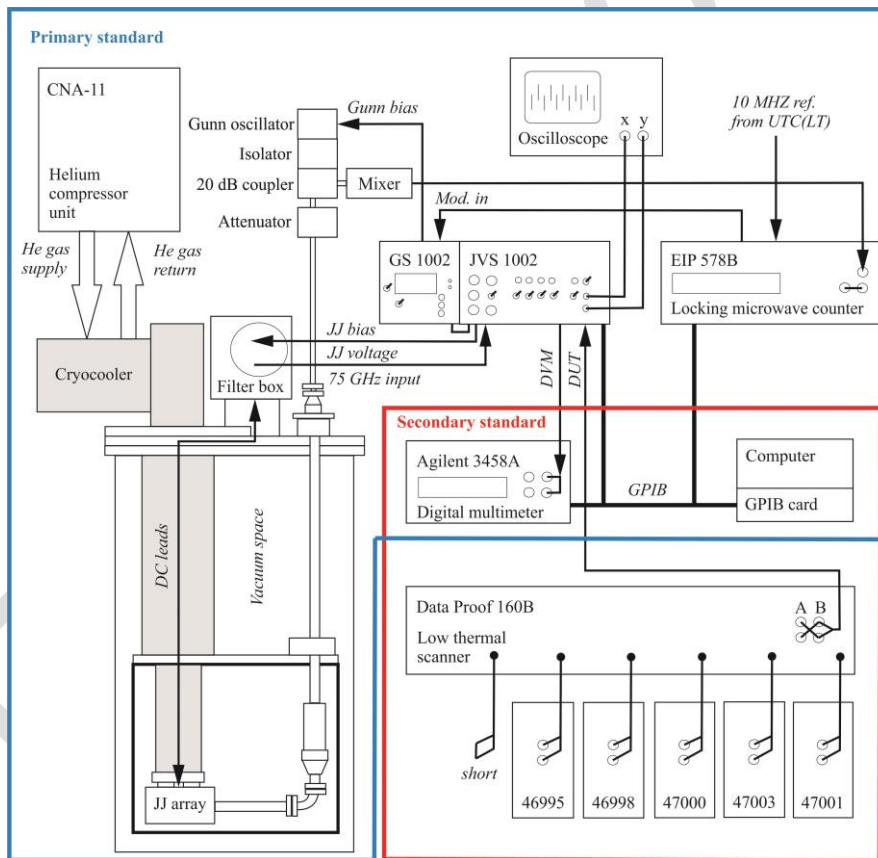 Primary standard
CNA-11
Helium
compressor
unit
He gas
supply
He gas
return
Cryocooler
Gunn oscillator
Isolator
20 dB coupler
Attenuator
Gunn bias
Mixer
Oscilloscope
x y
10 MHZ ref.
from UTC(LT)
Mod. in
GS 1002
JVS 1002
EIP 578B
Locking microwave counter
JJ bias
JJ voltage
75 GHz input
Filter box
DVM
DUT
DC leads
Vacuum space
JJ array
Secondary standard
Agilent 3458A
Digital multimeter
GPIB
Computer
GPIB card
Data Proof 160B
Low thermal
scanner
A B
short
46995
46998
47000
47003
47001